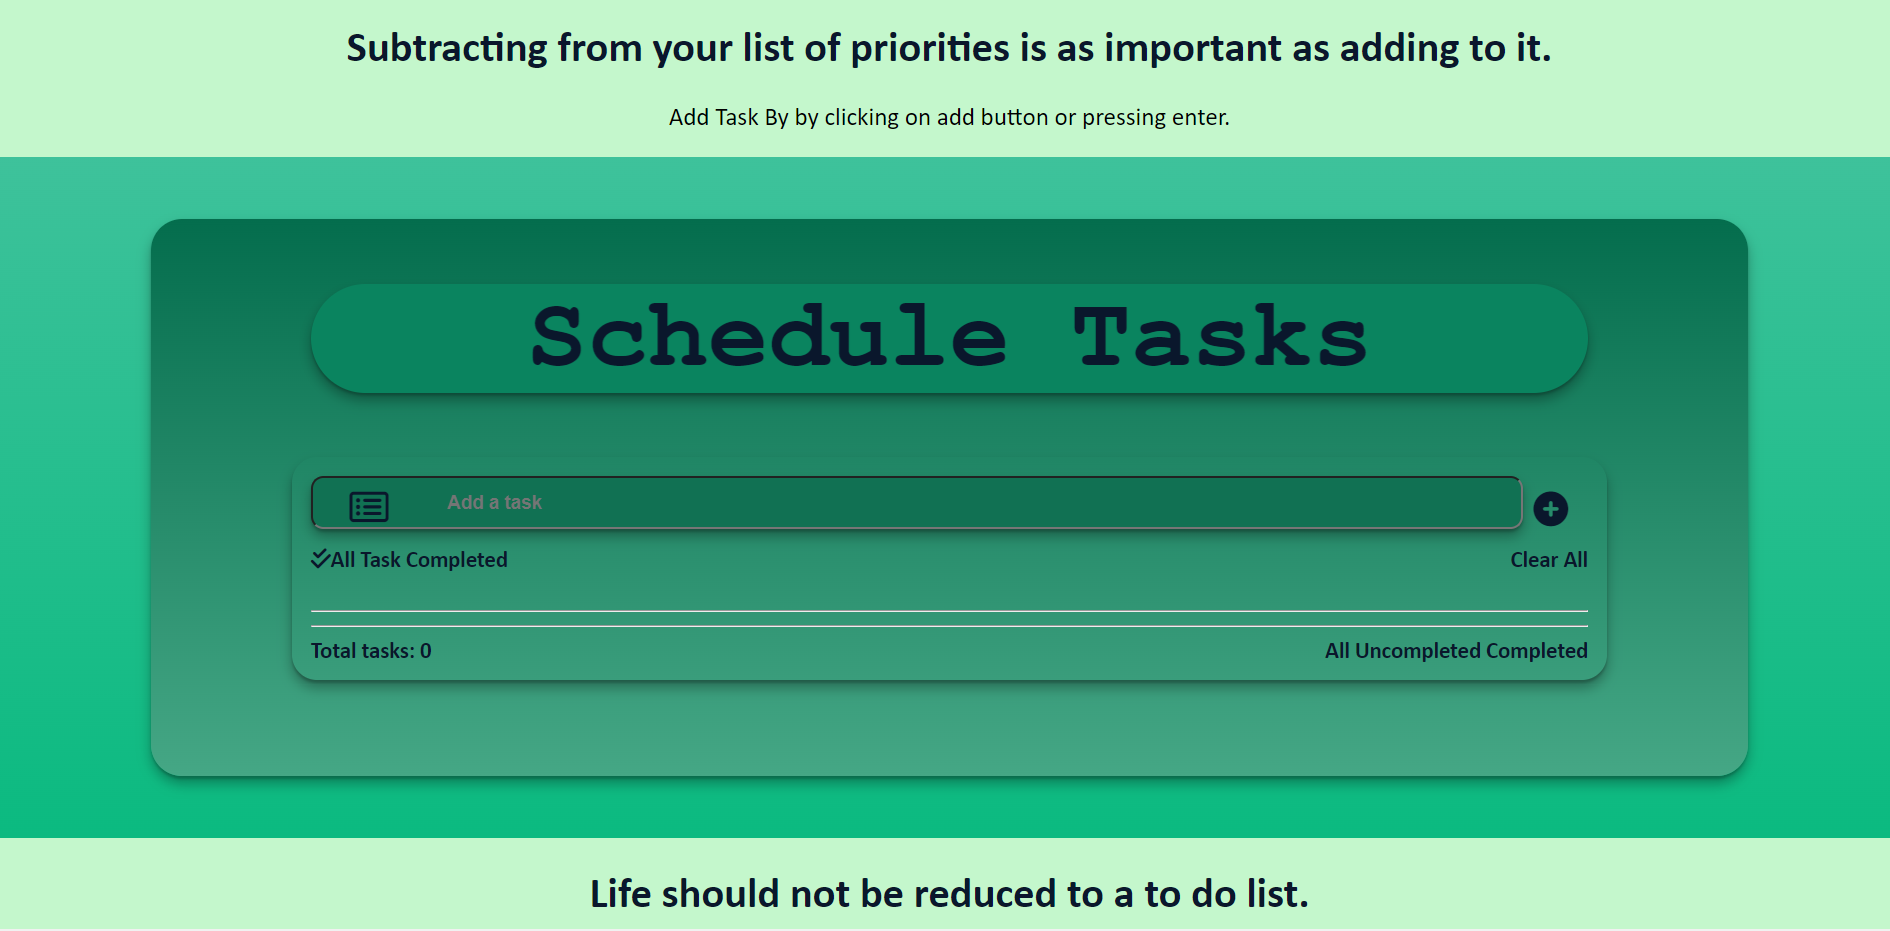 Subtracting from your list of priorities is as important as adding to it.
Add Task By by clicking on add button or pressing enter.
Schedule Tasks
Add a task
All Task Completed
Clear All
Total tasks: 0
All Uncompleted Completed
Life should not be reduced to a to do list.